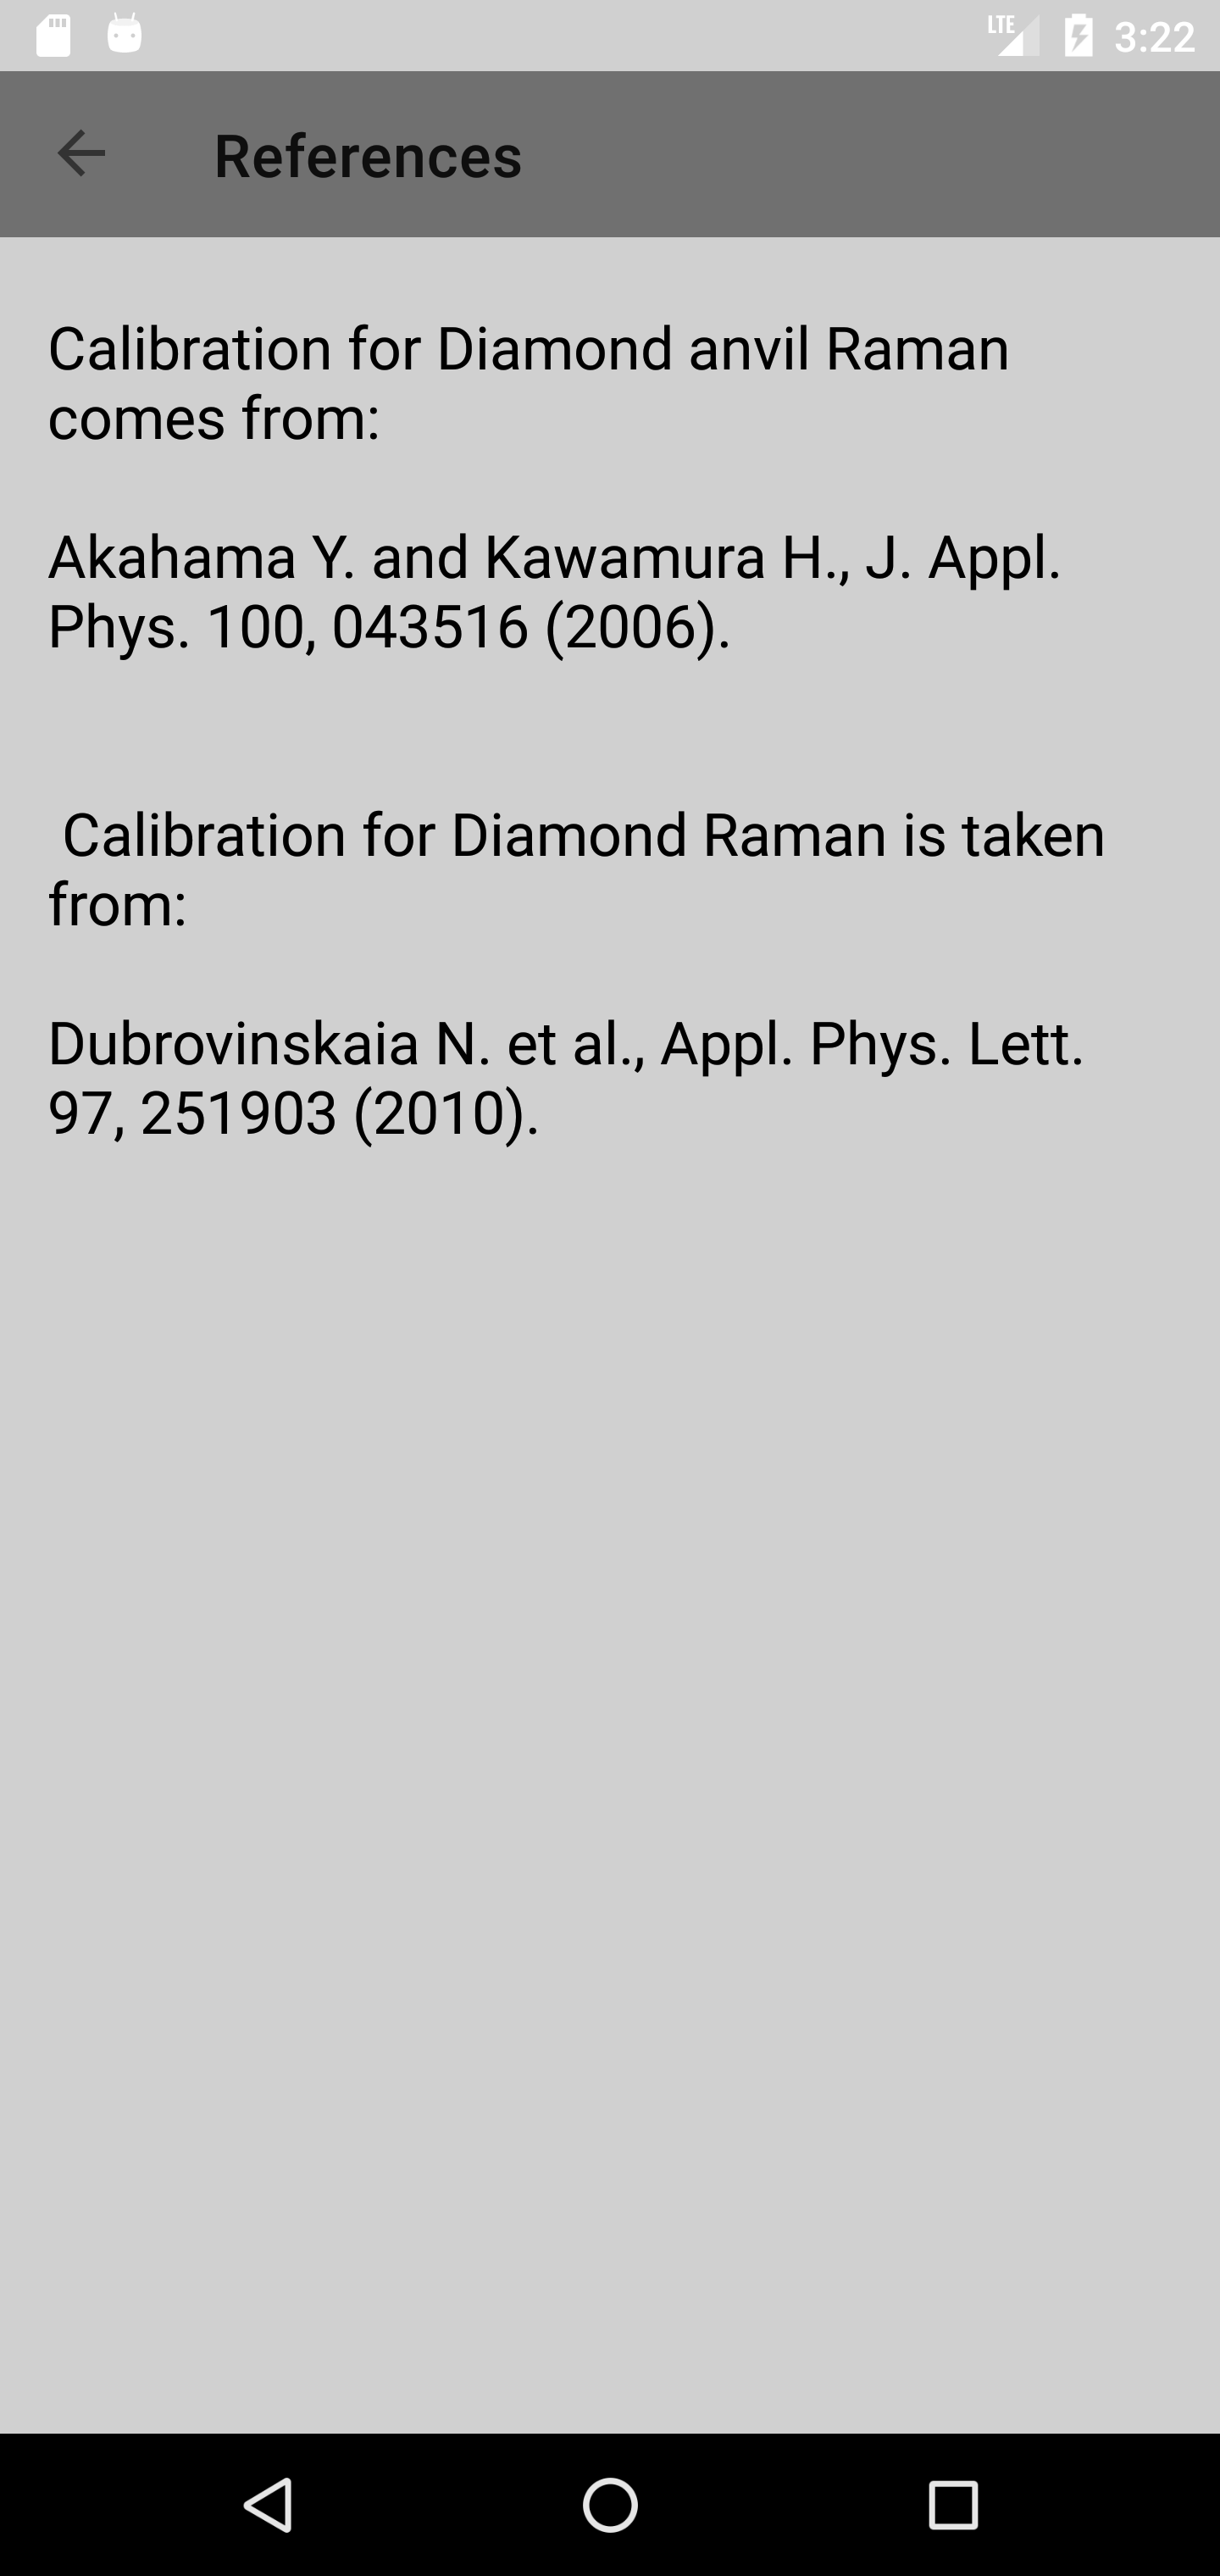 LTE 3:22
References
Calibration for Diamond anvil Raman
comes from:
Akahama Y. and Kawamura H., J. Appl.
Phys. 100, 043516 (2006).
Calibration for Diamond Raman is taken
from:
Dubrovinskaia N. et al., Appl. Phys. Lett.
97, 251903 (2010).